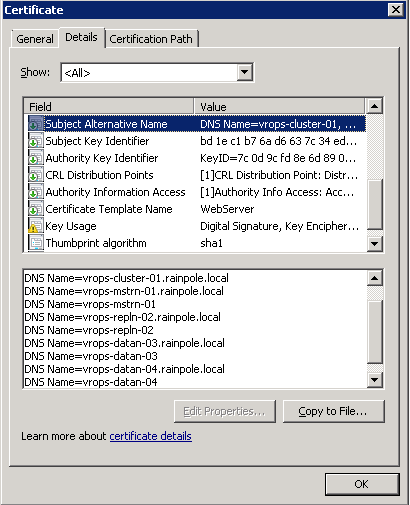 Certificate
General
Details
Certification Path
Show:
<All>
Field
Value
Subject Alternative Name
DNS Name=vrops-cluster-01, ...
Subject Key Identifier
bd 1e c1 b7 6a d6 63 7c 34 ed...
Authority Key Identifier
KeyID=7c 0d 9c fd 8e 6d 89 0...
CRL Distribution Points
[1]CRL Distribution Point: Distr...
Authority Information Access
[1]Authority Info Access: Acc...
Certificate Template Name
WebServer
Key Usage
Digital Signature, Key Encipher...
Thumbprint algorithm
sha1
DNS Name=vrops-cluster-01.rainpole.local
DNS Name=vrops-mstrn-01.rainpole.local
DNS Name=vrops-mstrn-01
DNS Name=vrops-repln-02.rainpole.local
DNS Name=vrops-repln-02
DNS Name=vrops-datan-03.rainpole.local
DNS Name=vrops-datan-03
DNS Name=vrops-datan-04.rainpole.local
DNS Name=vrops-datan-04
Edit Properties...
Copy to File...
Learn more about certificate details
OK